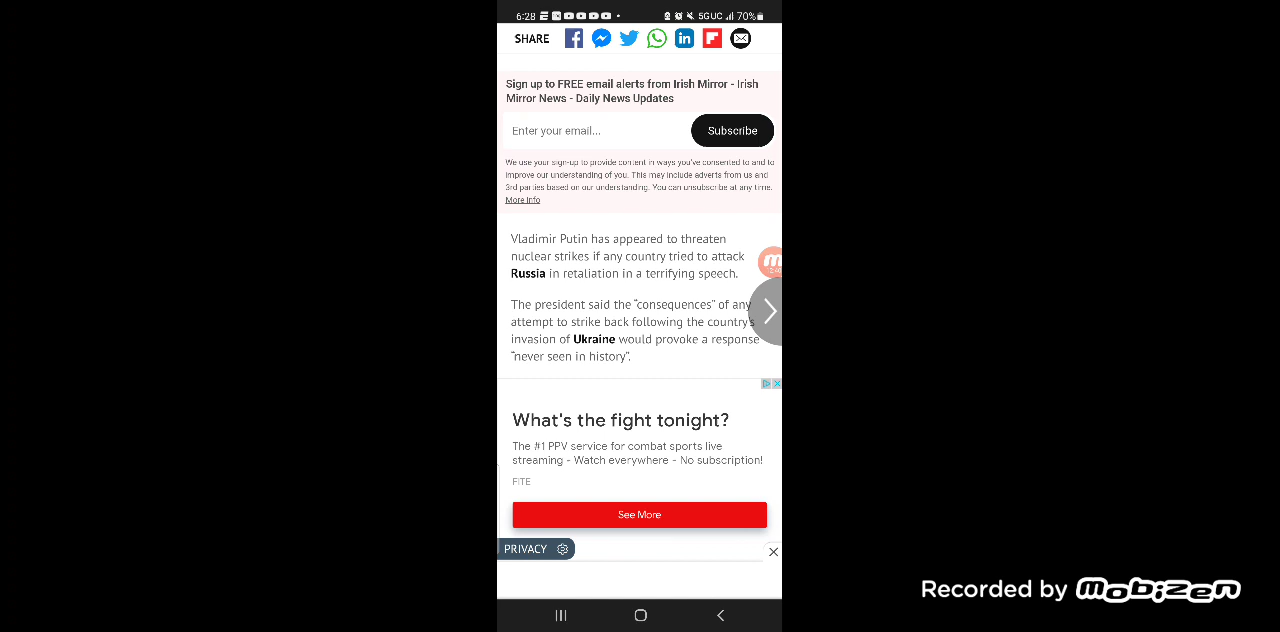 6:28 5GUC 70%
SHARE
Sign up to FREE email alerts from Irish Mirror - Irish
Mirror News - Daily News Updates
Enter your email...
Subscribe
We use your sign-up to provide content in ways you've consented to and to
improve our understanding of you. This may include adverts from us and
3rd parties based on our understanding. You can unsubscribe at any time.
More info
Vladimir Putin has appeared to threaten
nuclear strikes if any country tried to attack
Russia in retaliation in a terrifying speech.
The president said the “consequences” of any
attempt to strike back following the country's
invasion of Ukraine would provoke a response
“never seen in history”.
What's the fight tonight?
The #1 PPV service for combat sports live
streaming - Watch everywhere - No subscription!
FITE
See More
PRIVACY
Recorded by mobizen